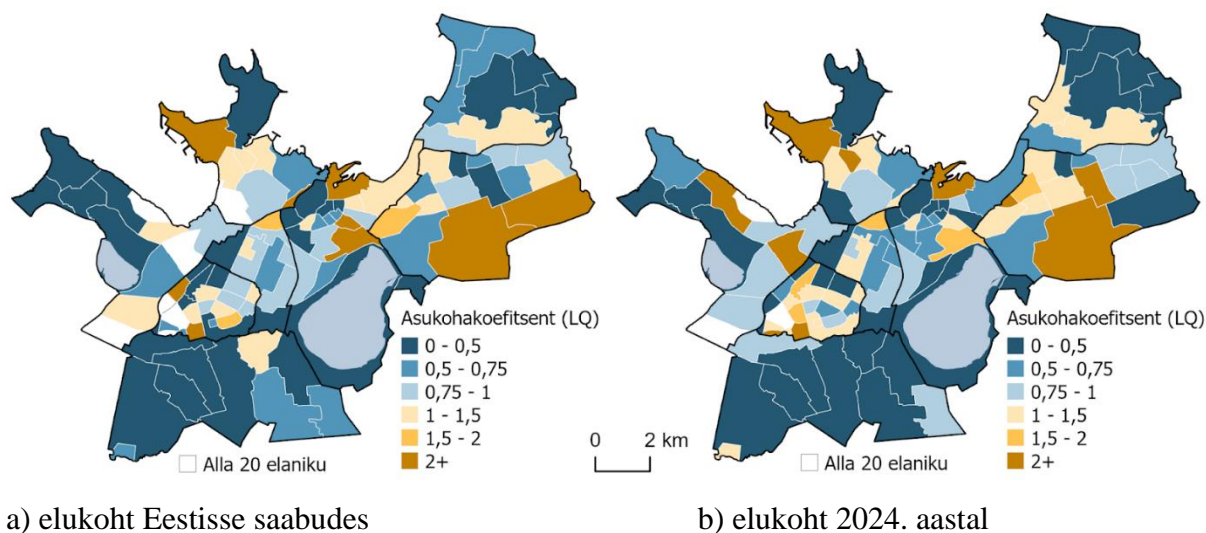 Asukohakoefitsent (LQ)
0 - 0,5
0,5 - 0,75
0,75 - 1
1 - 1,5
1,5 - 2
2+
Alla 20 elaniku
0 2 km
Asukohakoefitsent (LQ)
0 - 0,5
0,5 - 0,75
0,75 - 1
1 - 1,5
1,5 - 2
2+
Alla 20 elaniku
a) elukoht Eestisse saabudes
b) elukoht 2024. aastal